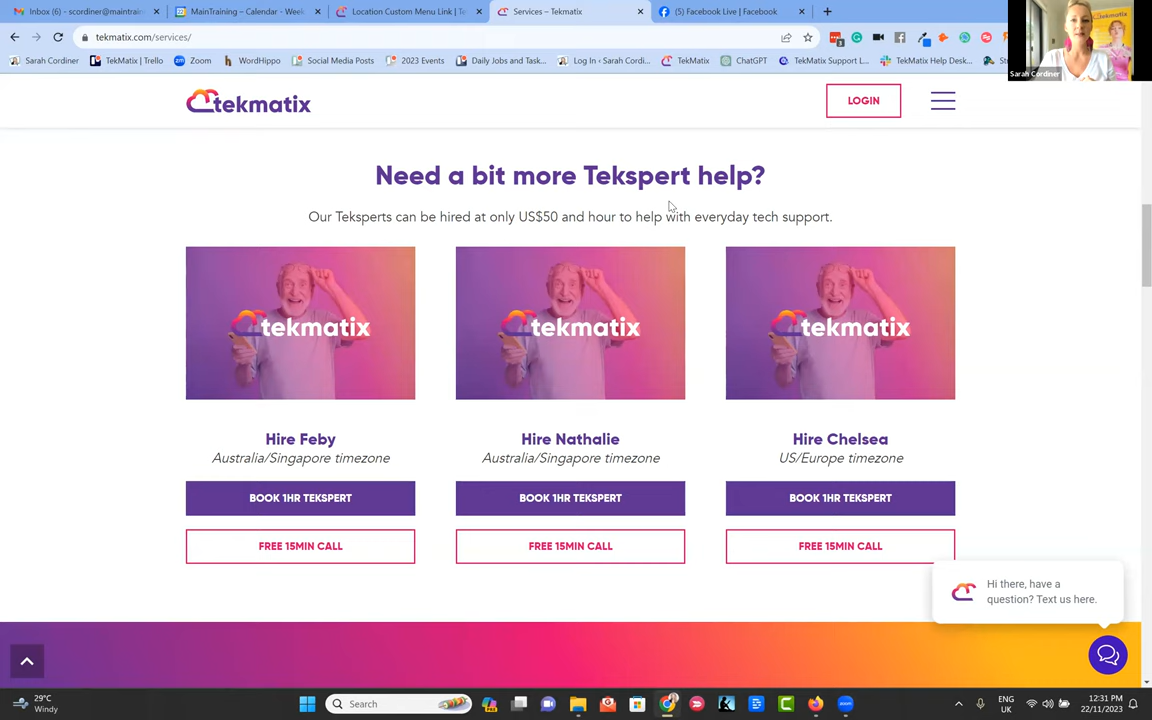 Inbox (6) - scordiner@maintrain
MainTraining – Calendar - Week
Location Custom Menu Link | Te
Services – Tekmatix
(5) Facebook Live | Facebook
tekmatix.com/services/
Sarah Cordiner
TekMatix | Trello
Zoom
WordHippo
Social Media Posts
2023 Events
Daily Jobs and Task...
Log In ‹ Sarah Cordi...
TekMatix
ChatGPT
TekMatix Support L...
TekMatix Help Desk...
Sarah Cordiner
tekmatix
LOGIN
Need a bit more Tekspert help?
Our Teksperts can be hired at only US$50 and hour to help with everyday tech support.
tekmatix
tekmatix
tekmatix
Hire Feby
Australia/Singapore timezone
BOOK 1HR TEKSPERT
FREE 15MIN CALL
Hire Nathalie
Australia/Singapore timezone
BOOK 1HR TEKSPERT
FREE 15MIN CALL
Hire Chelsea
US/Europe timezone
BOOK 1HR TEKSPERT
FREE 15MIN CALL
Hi there, have a
question? Text us here.
29°C
Windy
Search
ENG
UK
12:31 PM
22/11/2023